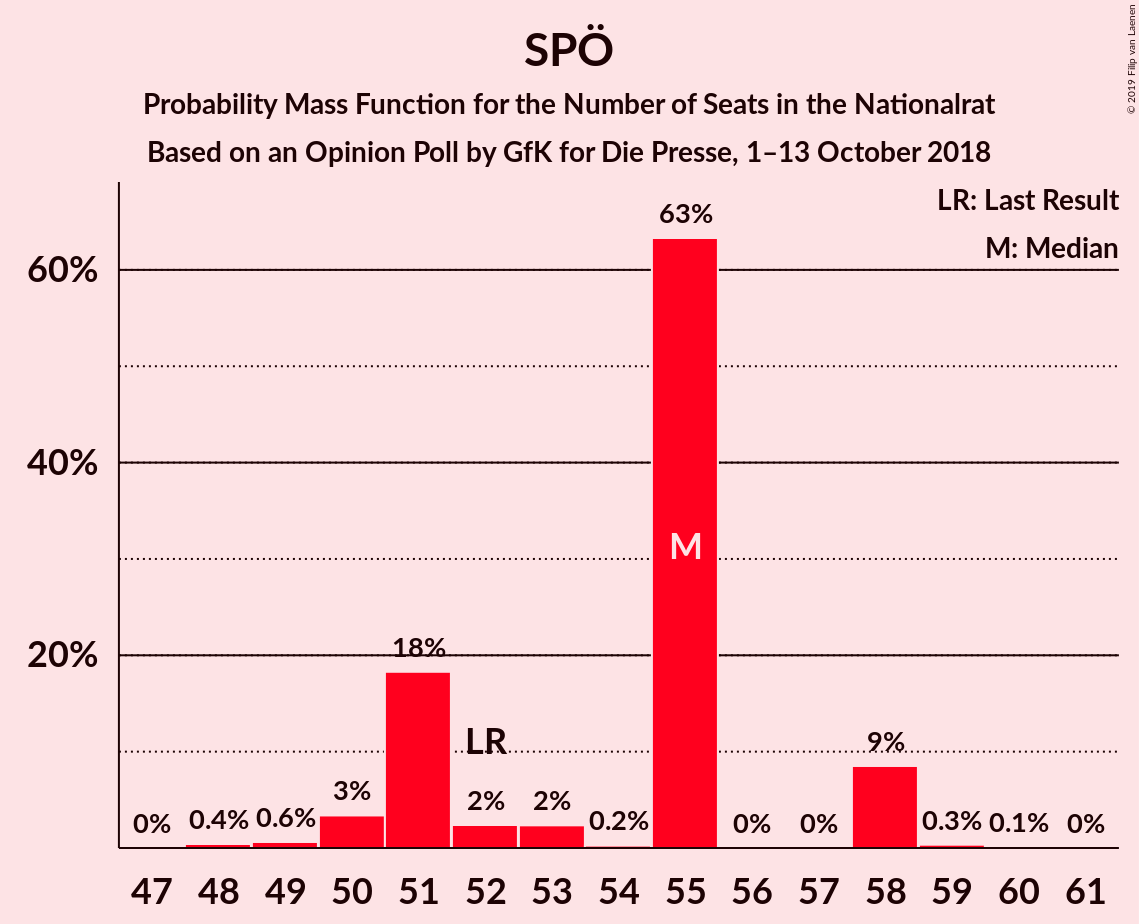 SPÖ
Probability Mass Function for the Number of Seats in the Nationalrat
Based on an Opinion Poll by GfK for Die Presse, 1–13 October 2018
© 2019 Filip van Laenen
LR: Last Result
M: Median
60%
40%
20%
0% 0.4% 0.6% 3% 18% 2% 2% 0.2% 63% 0% 0% 9% 0.3% 0.1% 0%
LR
M
47 48 49 50 51 52 53 54 55 56 57 58 59 60 61